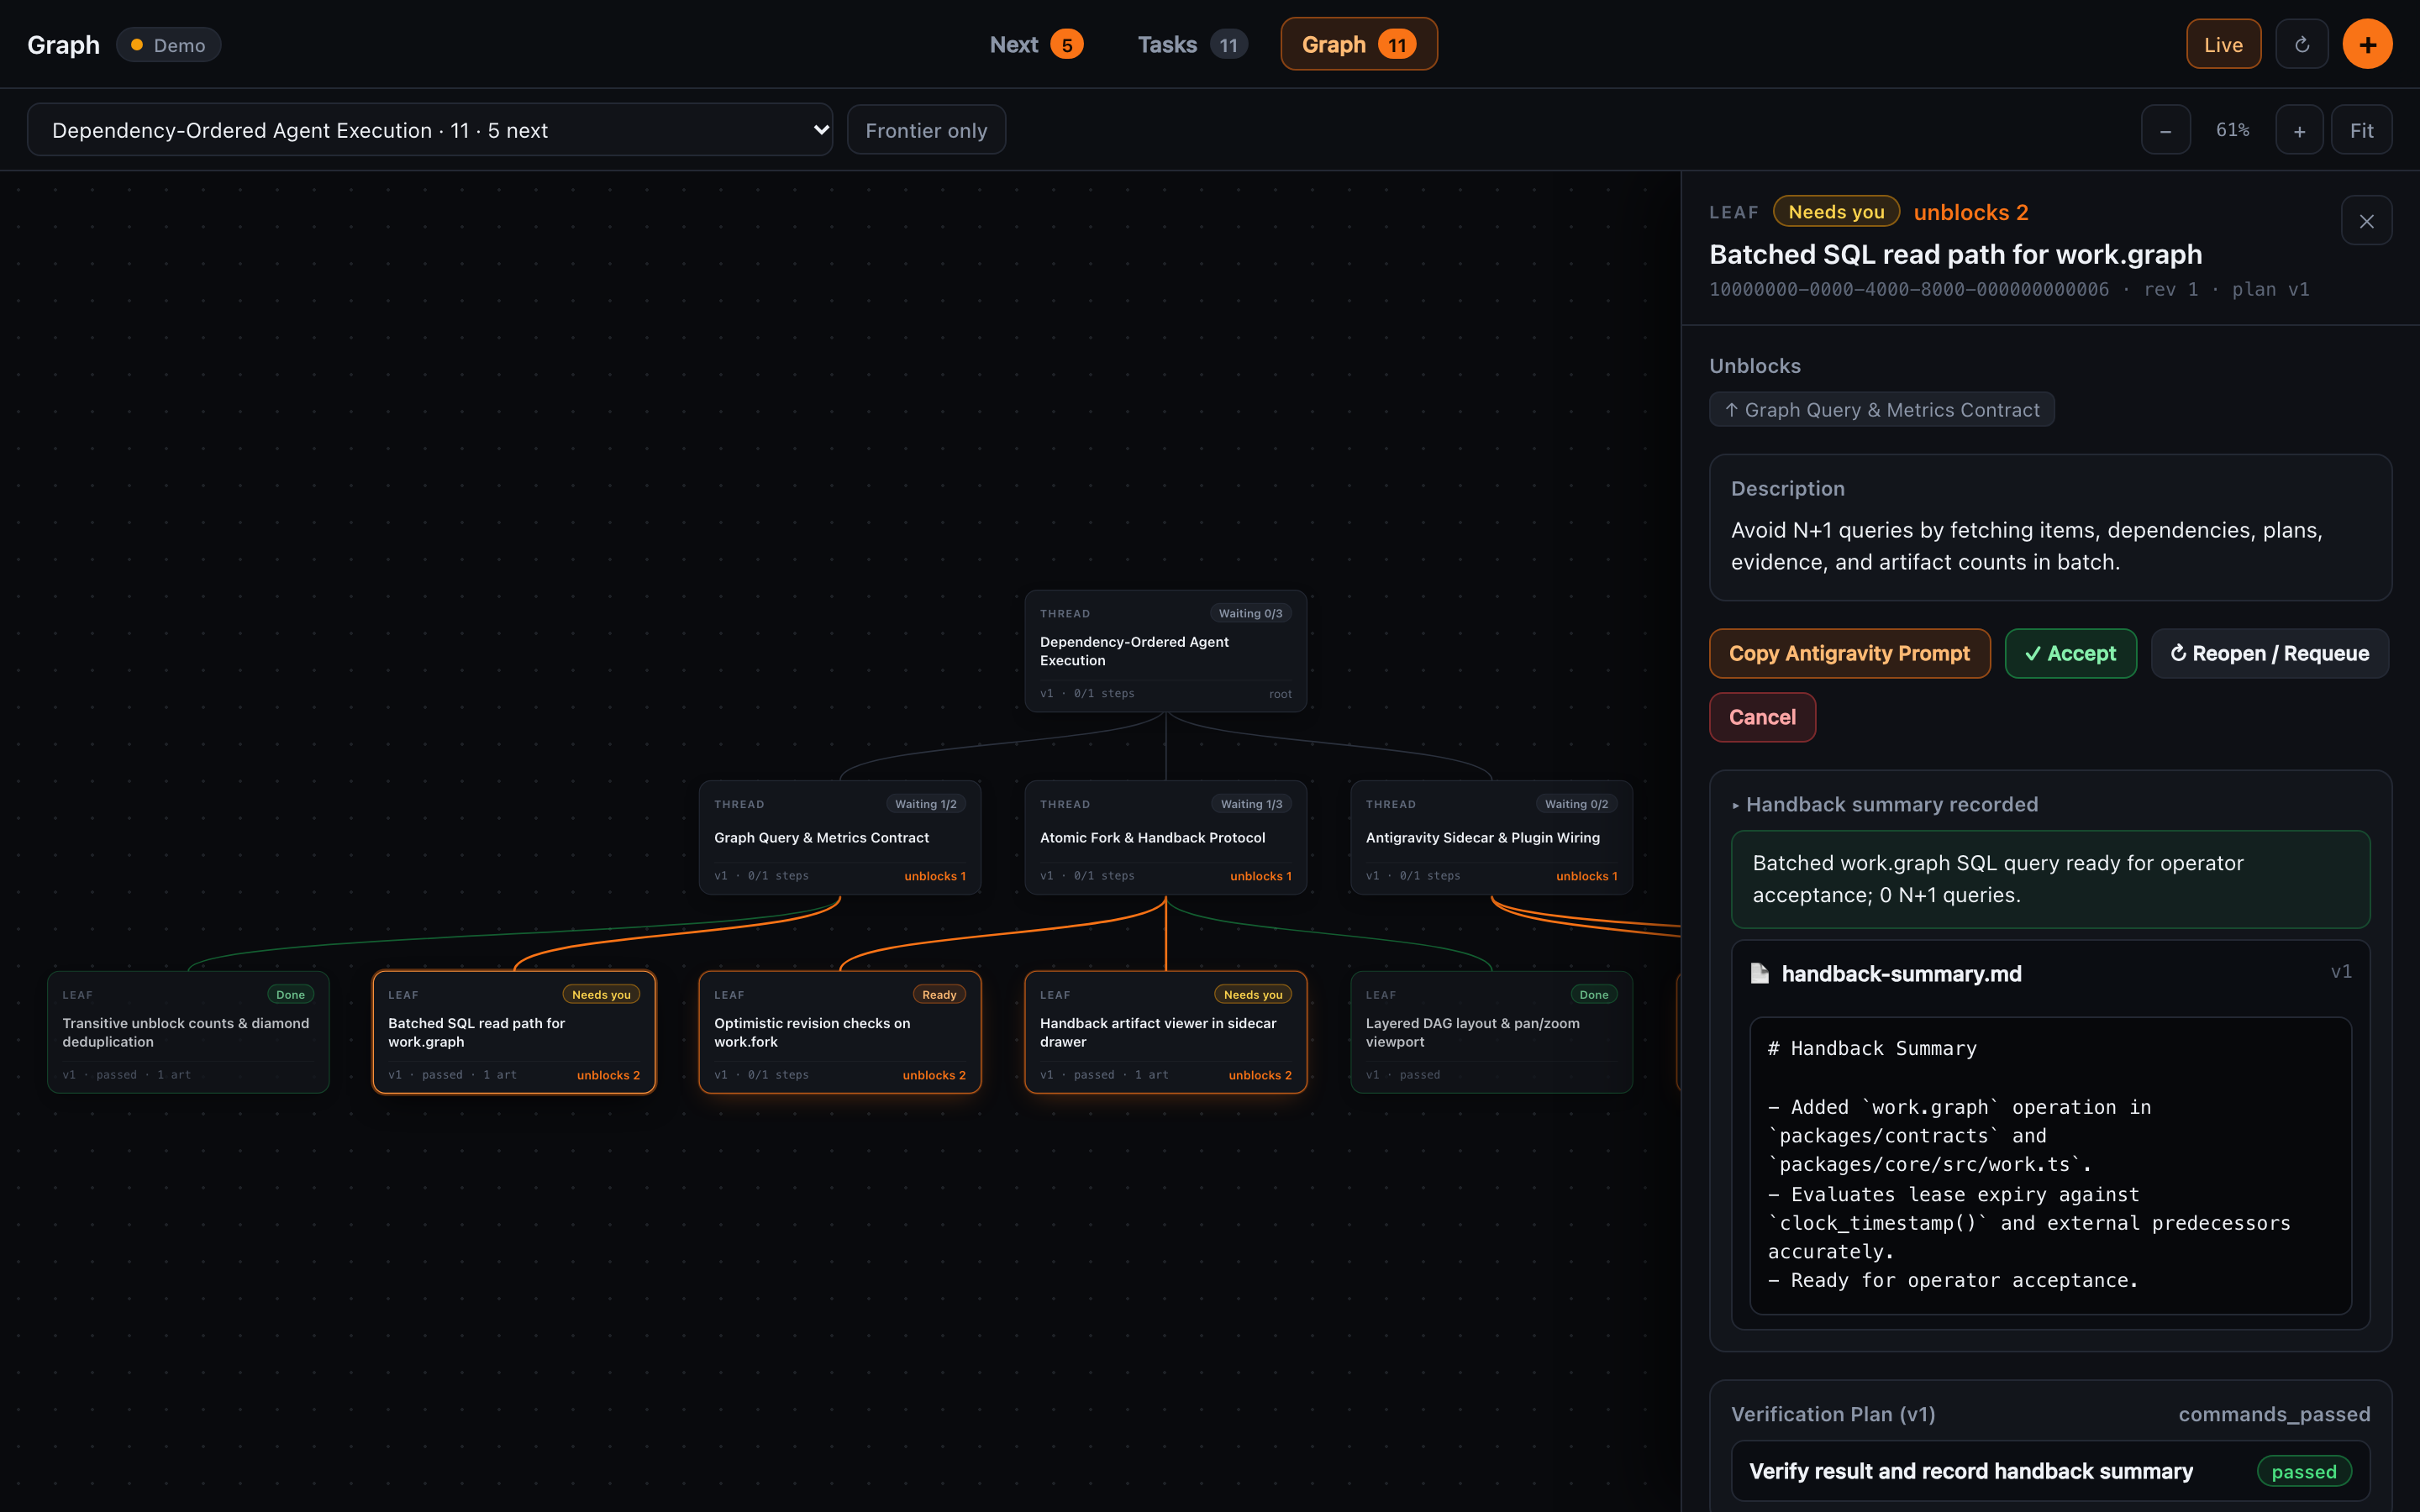 Graph
Demo
Next 5
Tasks 11
Graph 11
Live
↻
+
Dependency-Ordered Agent Execution · 11 · 5 next
Frontier only
–
61%
+
Fit
THREAD
Waiting 0/3
Dependency-Ordered Agent
Execution
v1 · 0/1 steps
root
THREAD
Waiting 1/2
Graph Query & Metrics Contract
v1 · 0/1 steps
unblocks 1
THREAD
Waiting 1/3
Atomic Fork & Handback Protocol
v1 · 0/1 steps
unblocks 1
THREAD
Waiting 0/2
Antigravity Sidecar & Plugin Wiring
v1 · 0/1 steps
unblocks 1
LEAF
Done
Transitive unblock counts & diamond
deduplication
v1 · passed · 1 art
LEAF
Needs you
Batched SQL read path for
work.graph
v1 · passed · 1 art
unblocks 2
LEAF
Ready
Optimistic revision checks on
work.fork
v1 · 0/1 steps
unblocks 2
LEAF
Needs you
Handback artifact viewer in sidecar
drawer
v1 · passed · 1 art
unblocks 2
LEAF
Done
Layered DAG layout & pan/zoom
viewport
v1 · passed
LEAF
Needs you
unblocks 2
×
Batched SQL read path for work.graph
10000000-0000-4000-8000-000000000006 · rev 1 · plan v1
Unblocks
↑ Graph Query & Metrics Contract
Description
Avoid N+1 queries by fetching items, dependencies, plans,
evidence, and artifact counts in batch.
Copy Antigravity Prompt
✓ Accept
↻ Reopen / Requeue
Cancel
▸ Handback summary recorded
Batched work.graph SQL query ready for operator
acceptance; 0 N+1 queries.
handback-summary.md
v1
# Handback Summary
– Added `work.graph` operation in
`packages/contracts` and
`packages/core/src/work.ts`.
– Evaluates lease expiry against
`clock_timestamp()` and external predecessors
accurately.
– Ready for operator acceptance.
Verification Plan (v1)
commands_passed
Verify result and record handback summary
passed